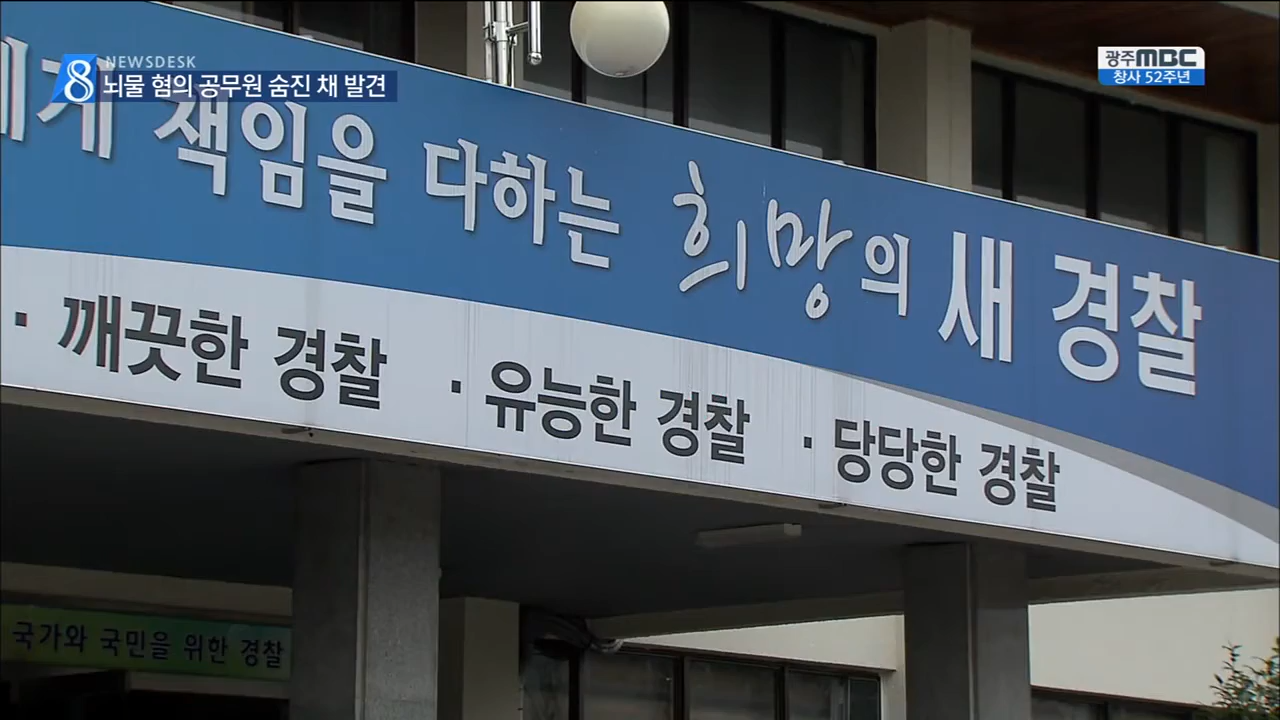 NEWSDESK
8 뇌물 혐의 공무원 숨진 채 발견
광주MBC
창사 52주년
책임을 다하는 희망의 새 경찰
· 깨끗한 경찰 · 유능한 경찰 · 당당한 경찰
국가와 국민을 위한 경찰